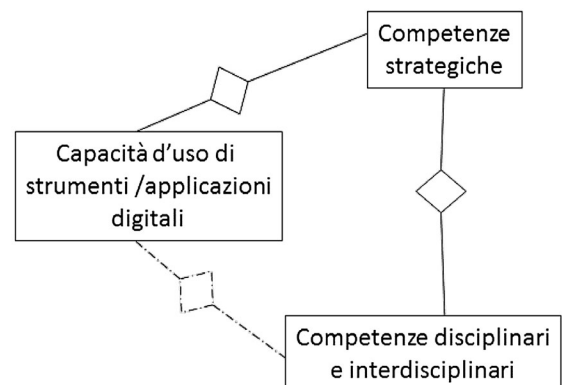 Competenze
strategiche
Capacità d'uso di
strumenti /applicazioni
digitali
Competenze disciplinari
e interdisciplinari